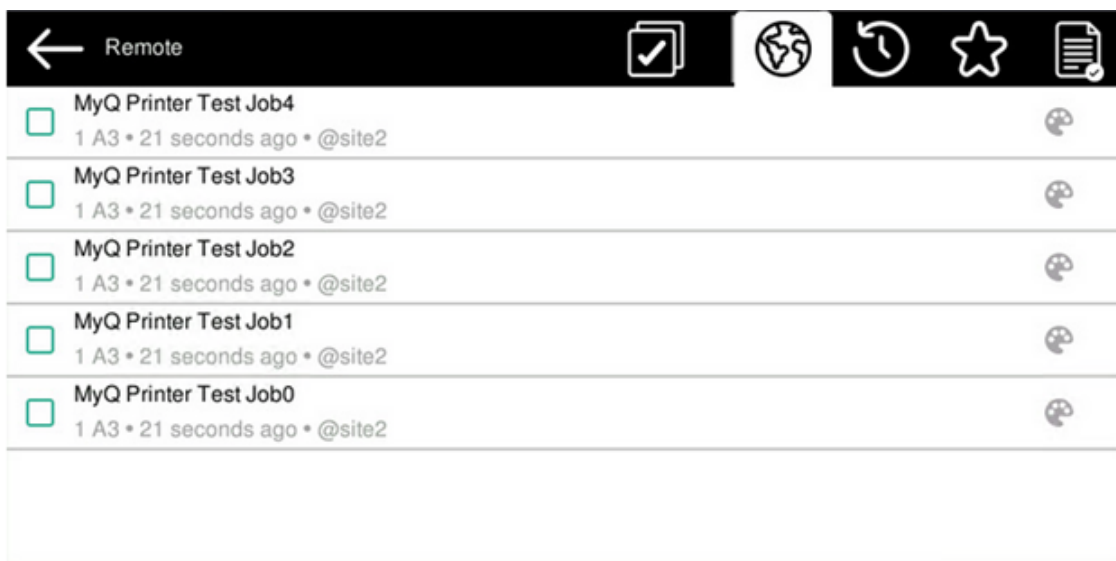 Remote
MyQ Printer Test Job4
1 A3 • 21 seconds ago • @site2
MyQ Printer Test Job3
1 A3 • 21 seconds ago • @site2
MyQ Printer Test Job2
1 A3 • 21 seconds ago • @site2
MyQ Printer Test Job1
1 A3 • 21 seconds ago • @site2
MyQ Printer Test Job0
1 A3 • 21 seconds ago • @site2